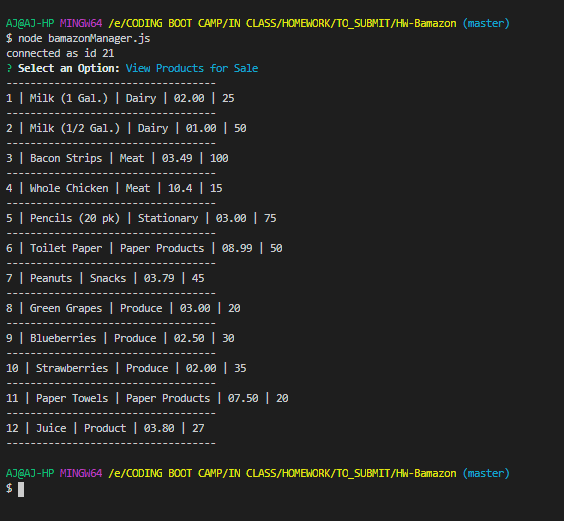 AJ@AJ-HP MINGW64 /e/CODING BOOT CAMP/IN CLASS/HOMEWORK/TO_SUBMIT/HW-Bamazon (master)
$ node bamazonManager.js
connected as id 21
? Select an Option: View Products for Sale
-----------------------------------
1 | Milk (1 Gal.) | Dairy | 02.00 | 25
-----------------------------------
2 | Milk (1/2 Gal.) | Dairy | 01.00 | 50
-----------------------------------
3 | Bacon Strips | Meat | 03.49 | 100
-----------------------------------
4 | Whole Chicken | Meat | 10.4 | 15
-----------------------------------
5 | Pencils (20 pk) | Stationary | 03.00 | 75
-----------------------------------
6 | Toilet Paper | Paper Products | 08.99 | 50
-----------------------------------
7 | Peanuts | Snacks | 03.79 | 45
-----------------------------------
8 | Green Grapes | Produce | 03.00 | 20
-----------------------------------
9 | Blueberries | Produce | 02.50 | 30
-----------------------------------
10 | Strawberries | Produce | 02.00 | 35
-----------------------------------
11 | Paper Towels | Paper Products | 07.50 | 20
-----------------------------------
12 | Juice | Product | 03.80 | 27
-----------------------------------
AJ@AJ-HP MINGW64 /e/CODING BOOT CAMP/IN CLASS/HOMEWORK/TO_SUBMIT/HW-Bamazon (master)
$